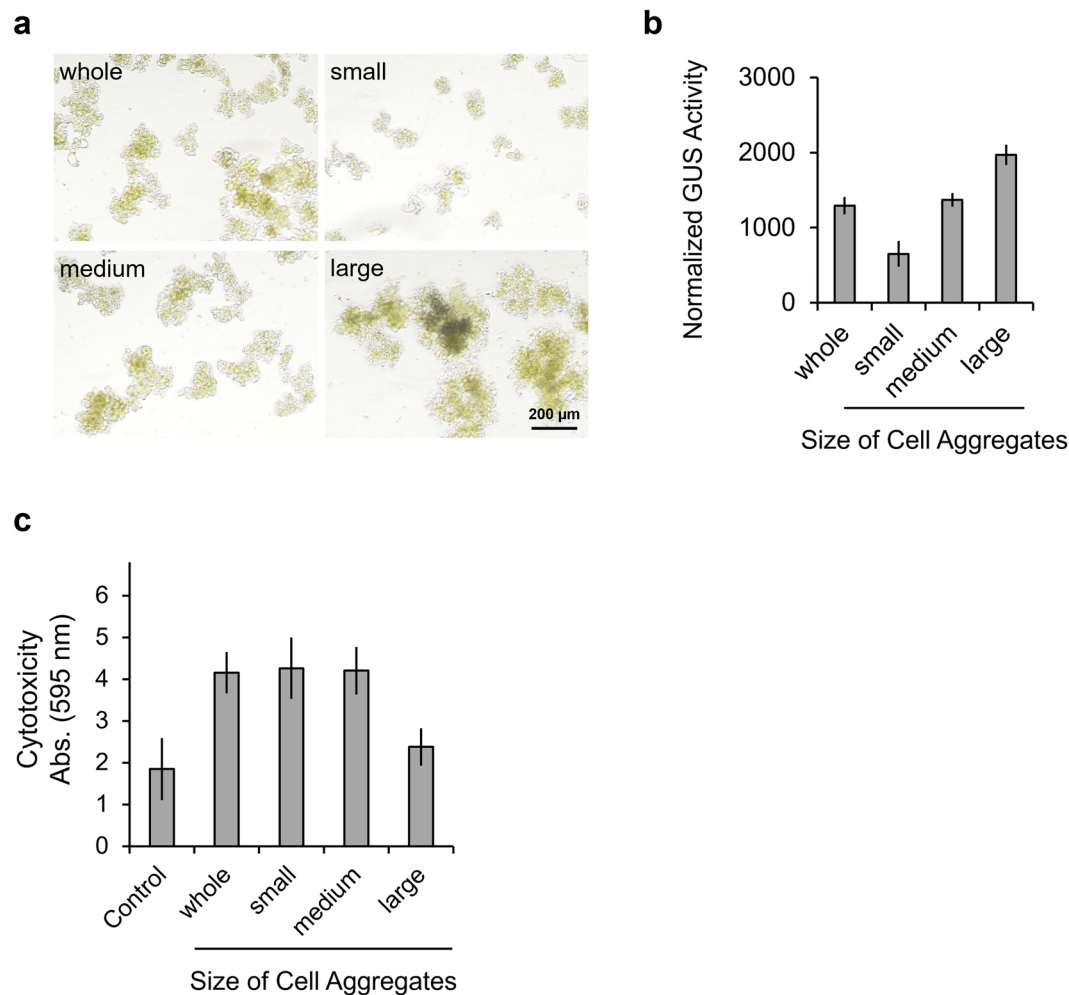 a
whole
small
medium
large
200 µm
b
Normalized GUS Activity
3000
2000
1000
0
whole
small
medium
large
Size of Cell Aggregates
c
Cytotoxicity
Abs. (595 nm)
6
5
4
3
2
1
0
Control
whole
small
medium
large
Size of Cell Aggregates